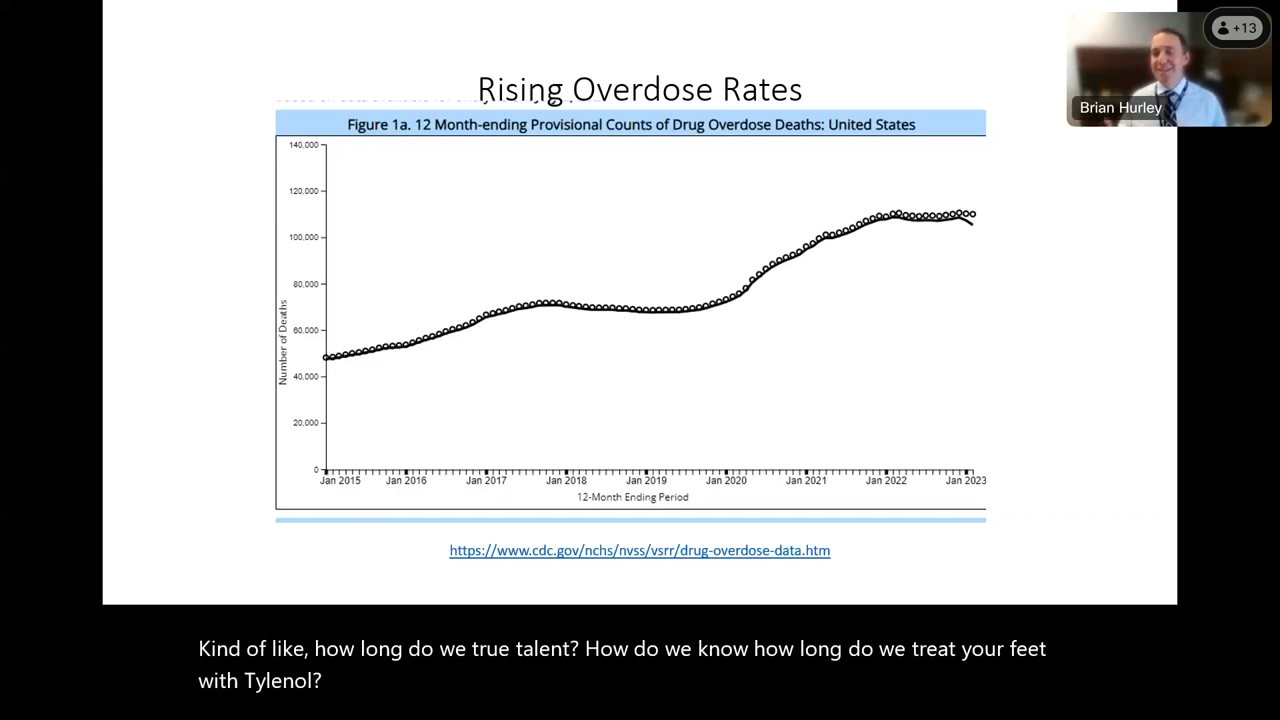 +13
Brian Hurley
Rising Overdose Rates
Figure 1a. 12 Month-ending Provisional Counts of Drug Overdose Deaths: United States
140,000
120,000
100,000
80,000
60,000
40,000
20,000
0
Number of Deaths
Jan 2015 Jan 2016 Jan 2017 Jan 2018 Jan 2019 Jan 2020 Jan 2021 Jan 2022 Jan 2023
12-Month Ending Period
https://www.cdc.gov/nchs/nvss/vsrr/drug-overdose-data.htm
Kind of like, how long do we true talent? How do we know how long do we treat your feet
with Tylenol?